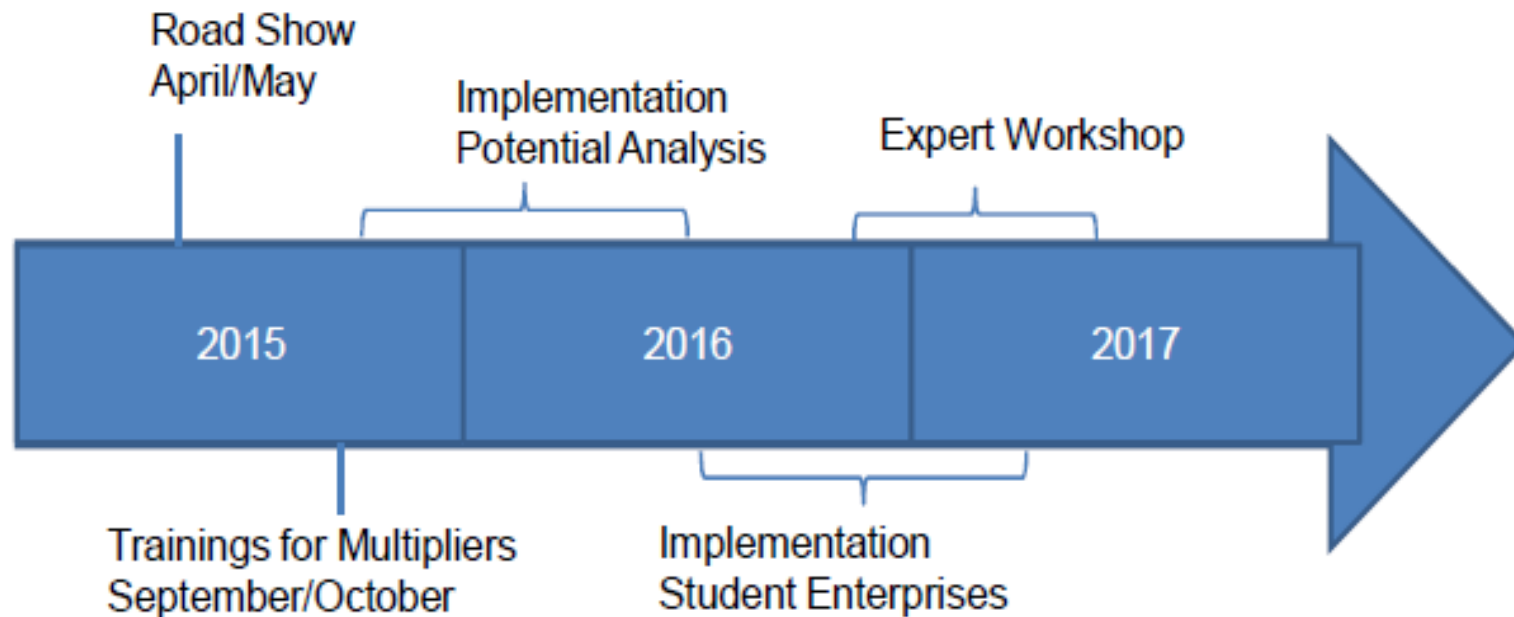 Road Show
April/May
Implementation
Potential Analysis
Expert Workshop
2015
2016
2017
Trainings for Multipliers
September/October
Implementation
Student Enterprises